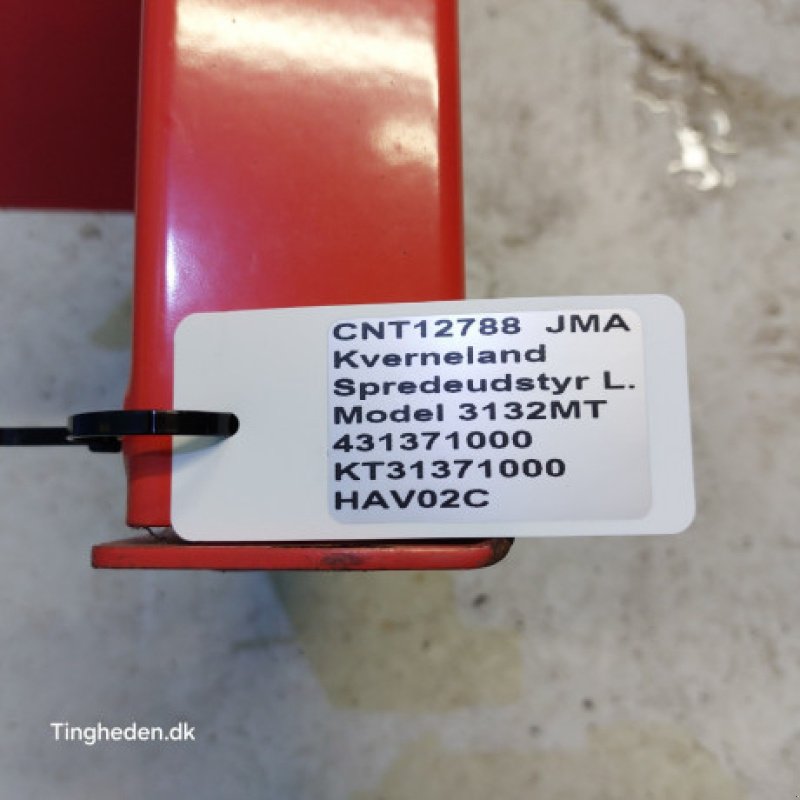 CNT12788 JMA
Kverneland
Spredeudstyr L.
Model 3132MT
431371000
KT31371000
HAV02C
Tingheden.dk